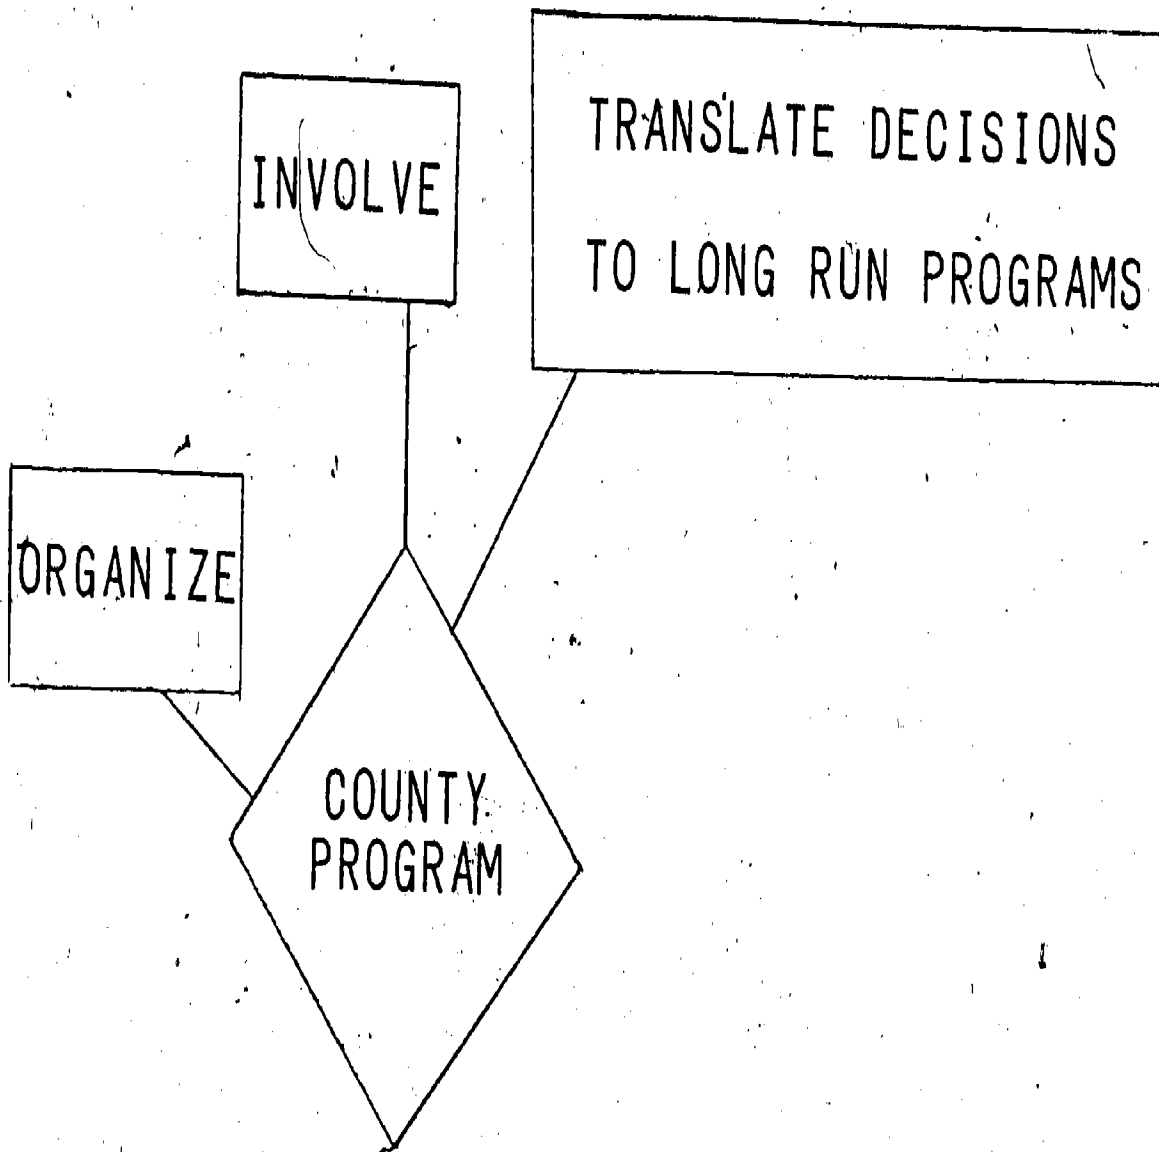 INVOLVE
TRANSLATE DECISIONS
TO LONG RUN PROGRAMS
ORGANIZE
COUNTY
PROGRAM